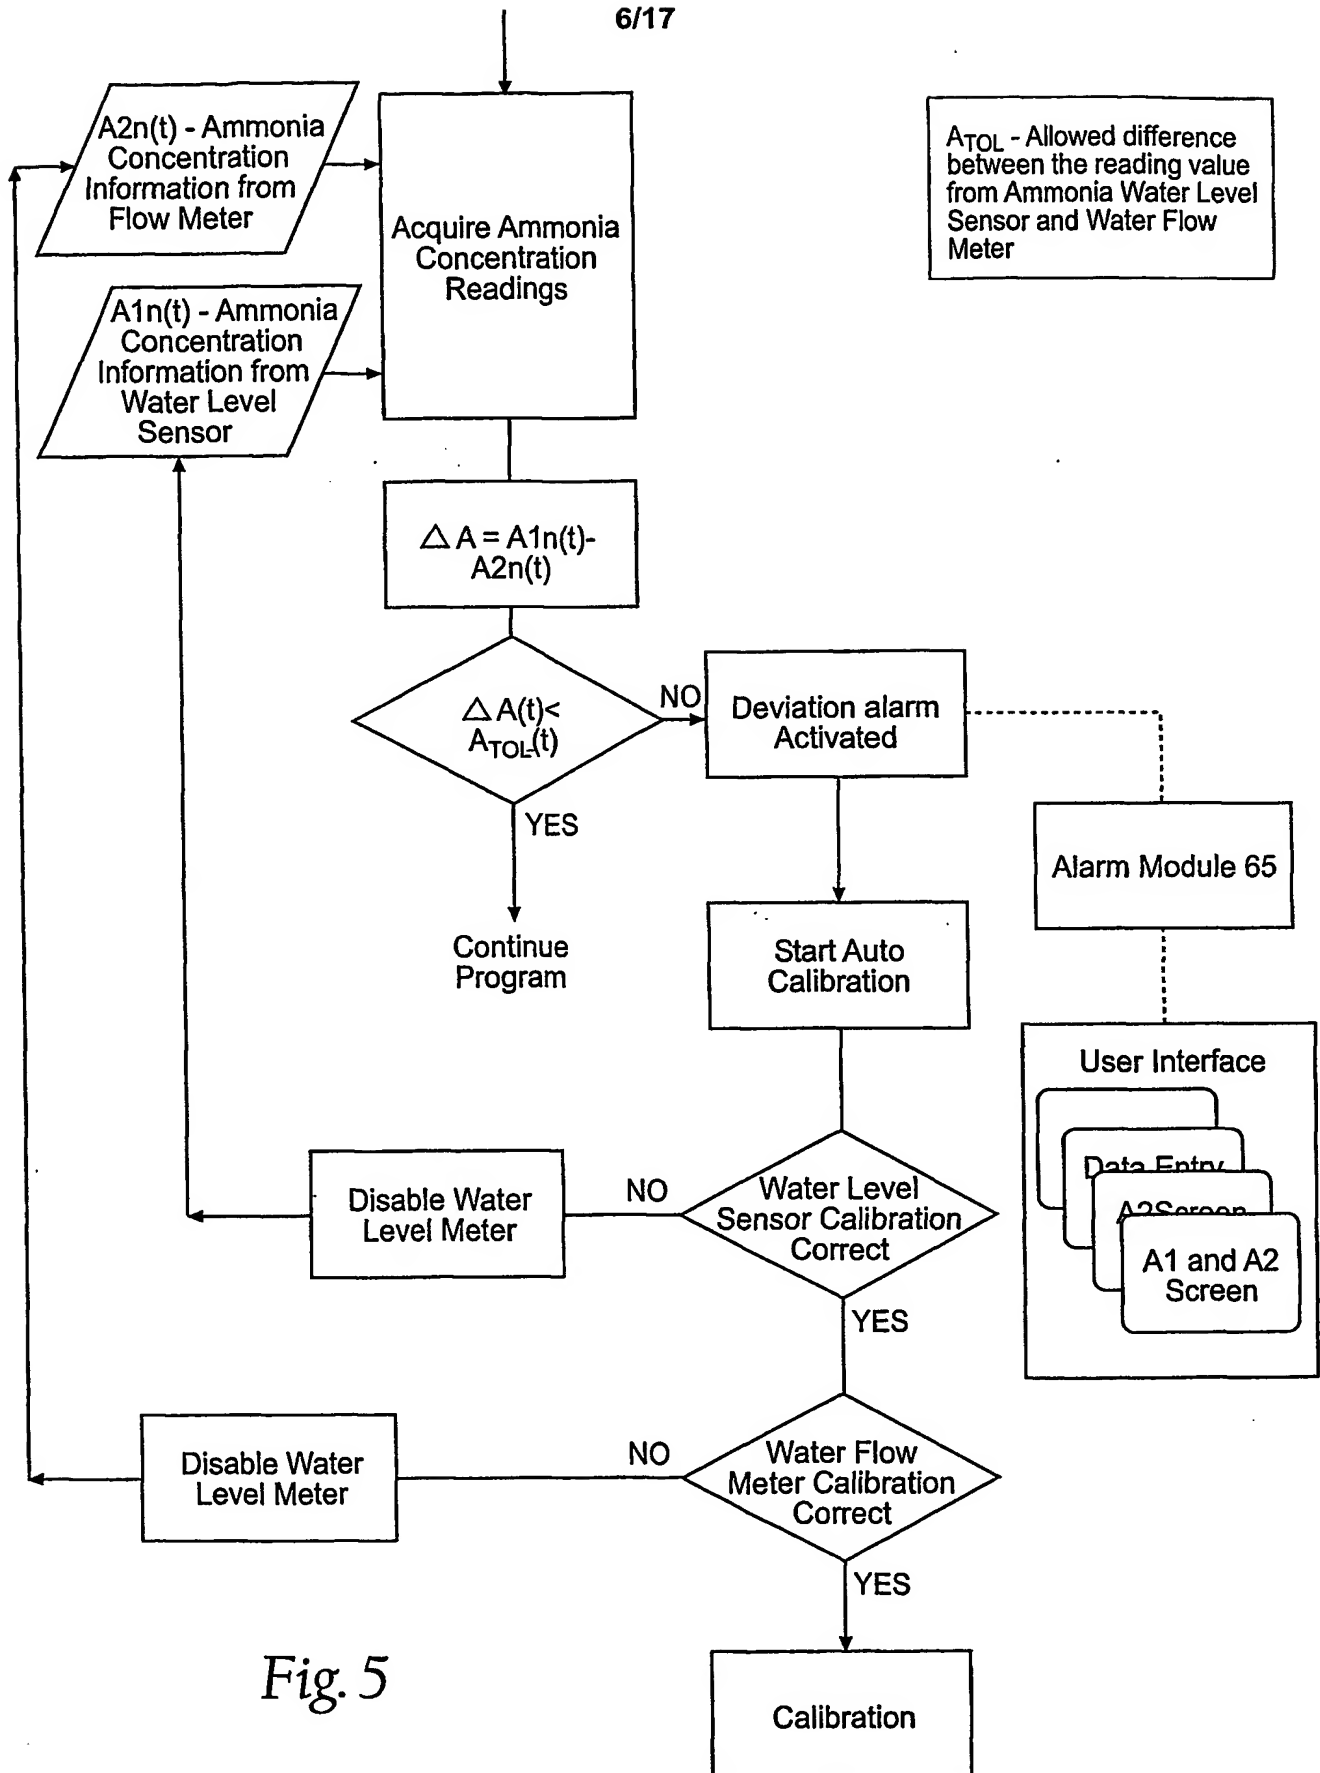 6/17
A2n(t) - Ammonia
Concentration
Information from
Flow Meter
Acquire Ammonia
Concentration
Readings
ATOL - Allowed difference
between the reading value
from Ammonia Water Level
Sensor and Water Flow
Meter
A1n(t) - Ammonia
Concentration
Information from
Water Level
Sensor
△ A = A1n(t)-
A2n(t)
△ A(t)<
ATOL(t)
NO
YES
Continue
Program
Deviation alarm
Activated
Alarm Module 65
Start Auto
Calibration
User Interface
Data Entry
A2Screen
A1 and A2
Screen
Water Level
Sensor Calibration
Correct
NO
Disable Water
Level Meter
YES
Water Flow
Meter Calibration
Correct
NO
Disable Water
Level Meter
YES
Calibration
Fig. 5